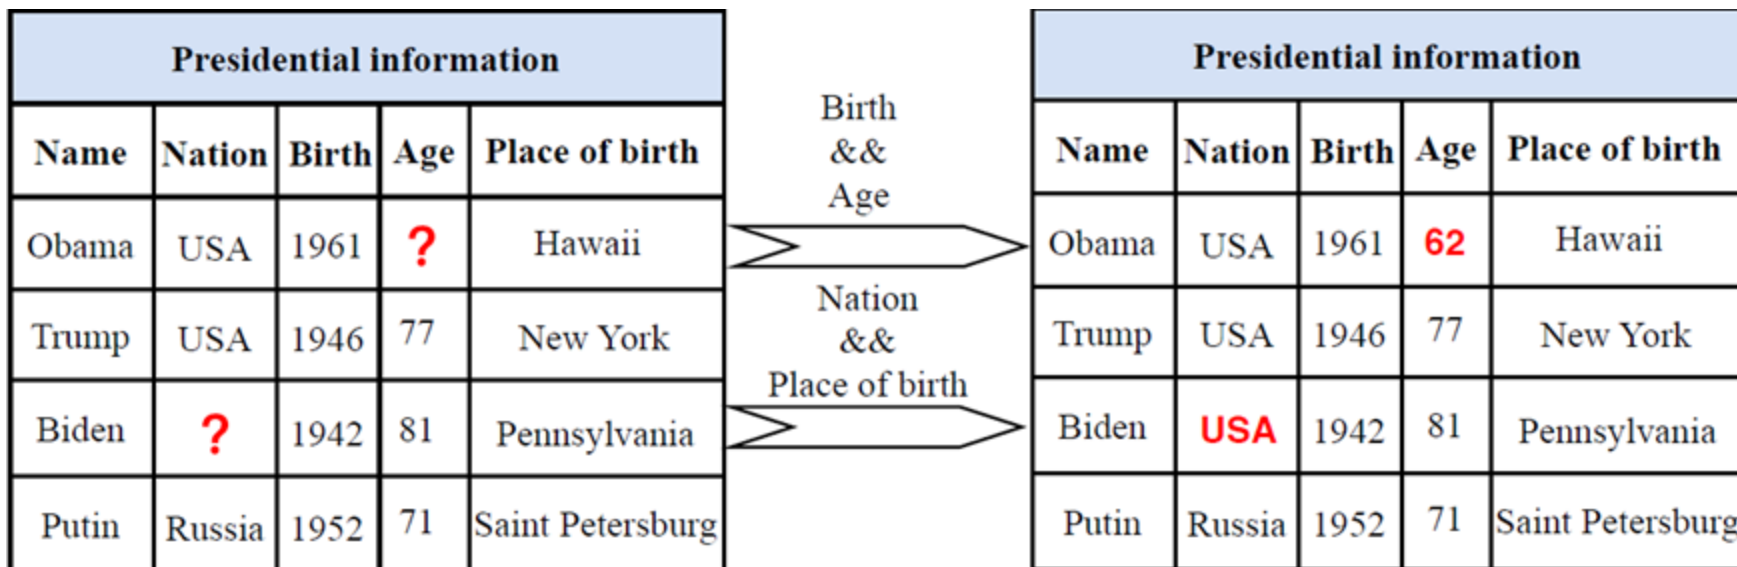 Presidential information
Name Nation Birth Age Place of birth
Obama USA 1961 ? Hawaii
Trump USA 1946 77 New York
Biden ? 1942 81 Pennsylvania
Putin Russia 1952 71 Saint Petersburg
Birth
&&
Age
Nation
&&
Place of birth
Presidential information
Name Nation Birth Age Place of birth
Obama USA 1961 62 Hawaii
Trump USA 1946 77 New York
Biden USA 1942 81 Pennsylvania
Putin Russia 1952 71 Saint Petersburg